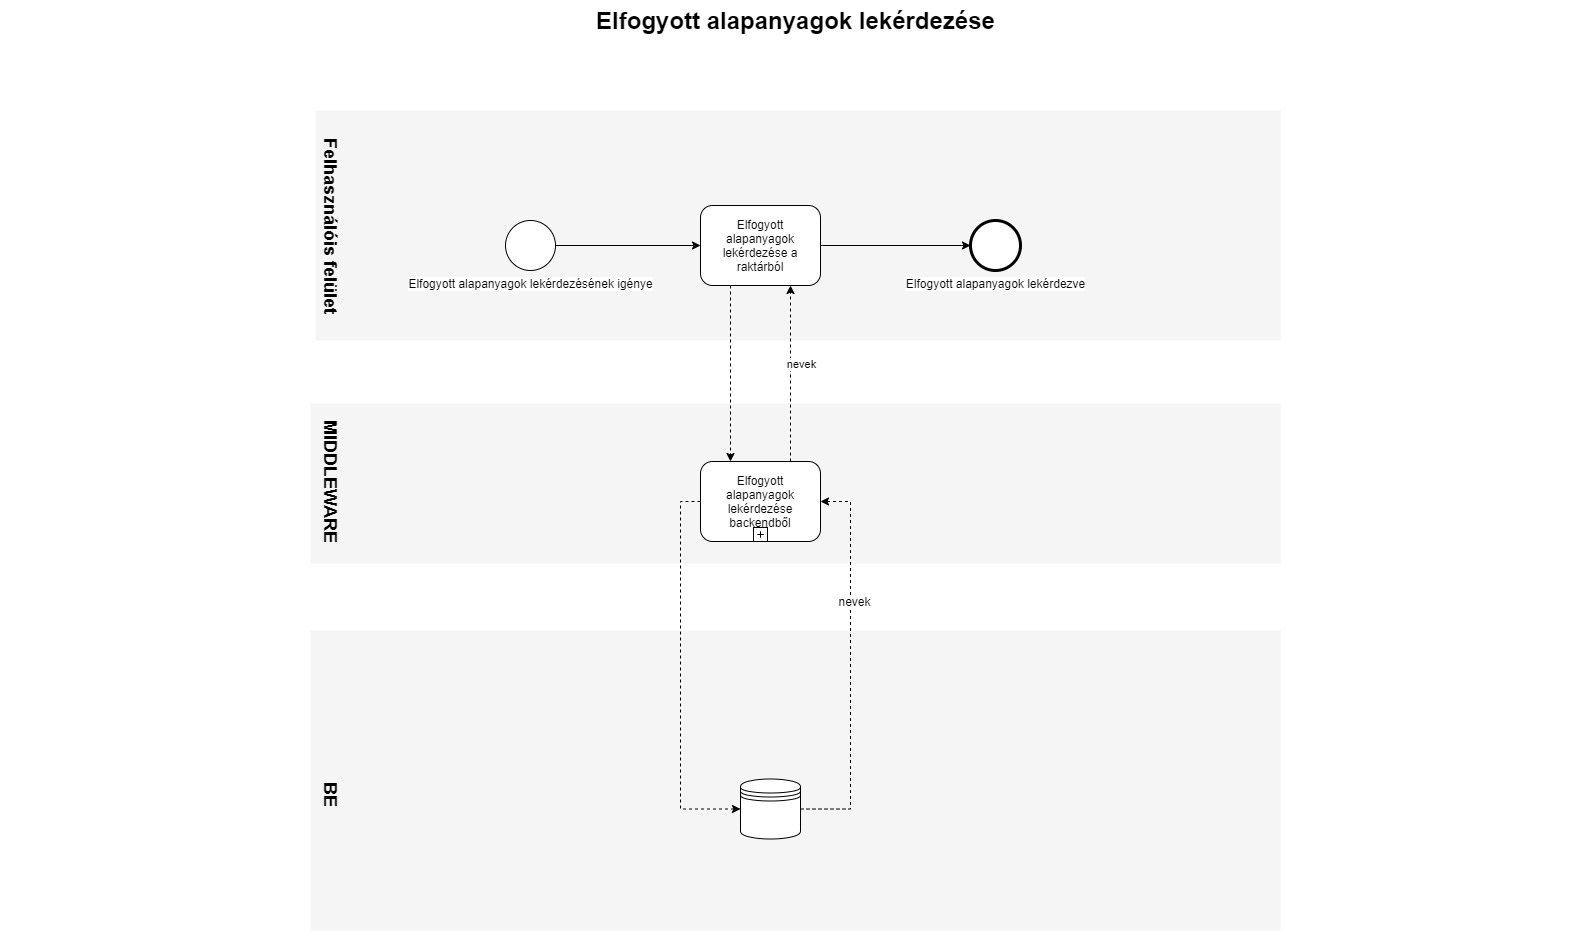 Elfogyott alapanyagok lekérdezése
Felhasználóis felület
Elfogyott
alapanyagok
lekérdezése a
raktárból
Elfogyott alapanyagok lekérdezésének igénye
Elfogyott alapanyagok lekérdezve
nevek
MIDDLEWARE
Elfogyott
alapanyagok
lekérdezése
backendből
+
nevek
BE